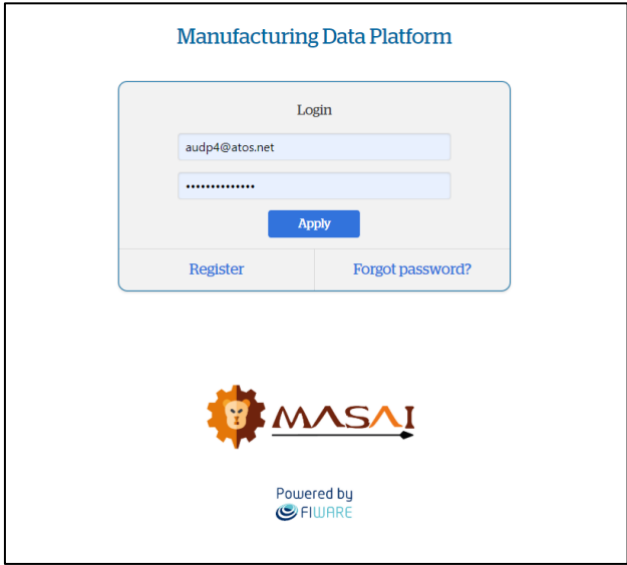 Manufacturing Data Platform
Login
audp4@atos.net
••••••••••••••
Apply
Register Forgot password?
MASAI
Powered by
FIWARE